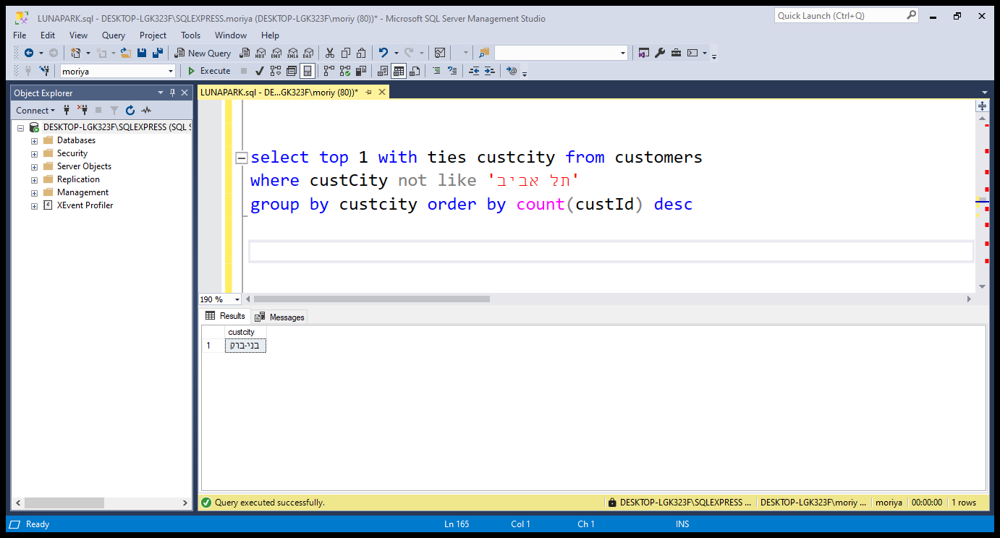 LUNAPARK.sql - DESKTOP-LGK323F\SQLEXPRESS.moriya (DESKTOP-LGK323F\moriy (80))* - Microsoft SQL Server Management Studio
Quick Launch (Ctrl+Q)
File Edit View Query Project Tools Window Help
New Query MDX DMX XMLA DAX
moriya Execute
Object Explorer
Connect
DESKTOP-LGK323F\SQLEXPRESS (SQL S
Databases
Security
Server Objects
Replication
Management
XEvent Profiler
LUNAPARK.sql - DE...GK323F\moriy (80))*
select top 1 with ties custcity from customers
where custCity not like 'תל אביב'
group by custcity order by count(custId) desc
190 %
Results Messages
custcity
1 בני-ברק
Query executed successfully. DESKTOP-LGK323F\SQLEXPRESS ... DESKTOP-LGK323F\moriy ... moriya 00:00:00 1 rows
Ready Ln 165 Col 1 Ch 1 INS